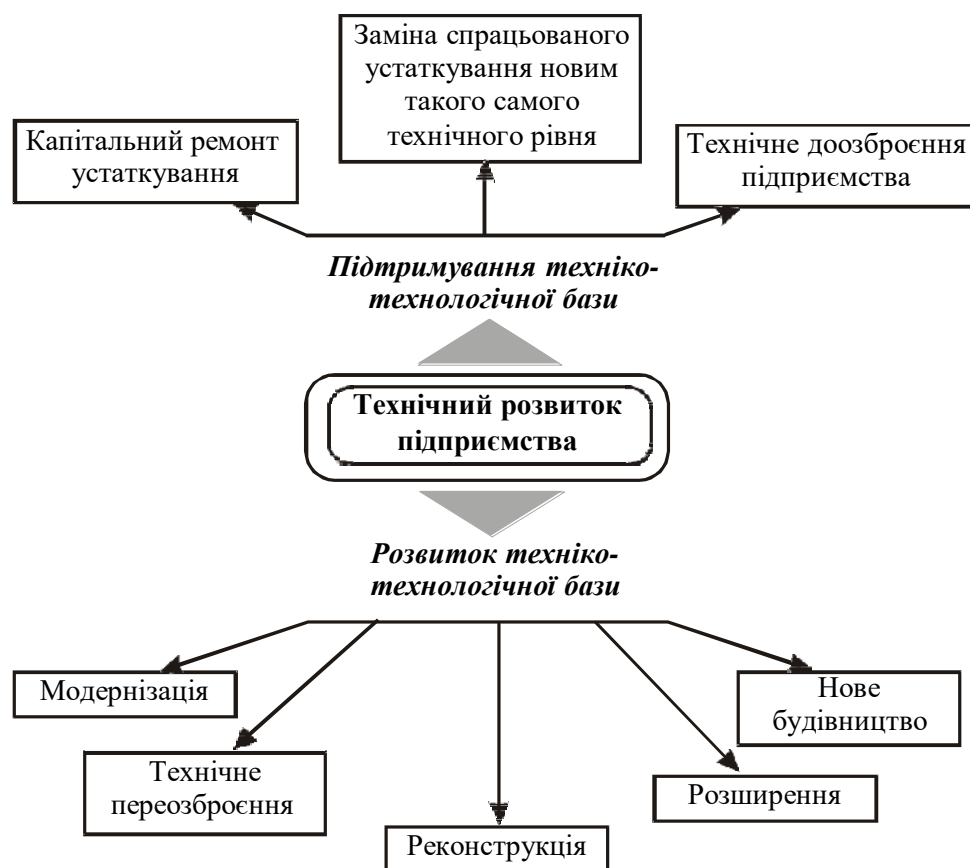 Заміна спрацьованого
устаткування новим
такого самого
технічного рівня
Капітальний ремонт
устаткування
Технічне доозброєння
підприємства
Підтримування техніко-
технологічної бази
Технічний розвиток
підприємства
Розвиток техніко-
технологічної бази
Модернізація
Нове
будівництво
Технічне
переозброєння
Розширення
Реконструкція